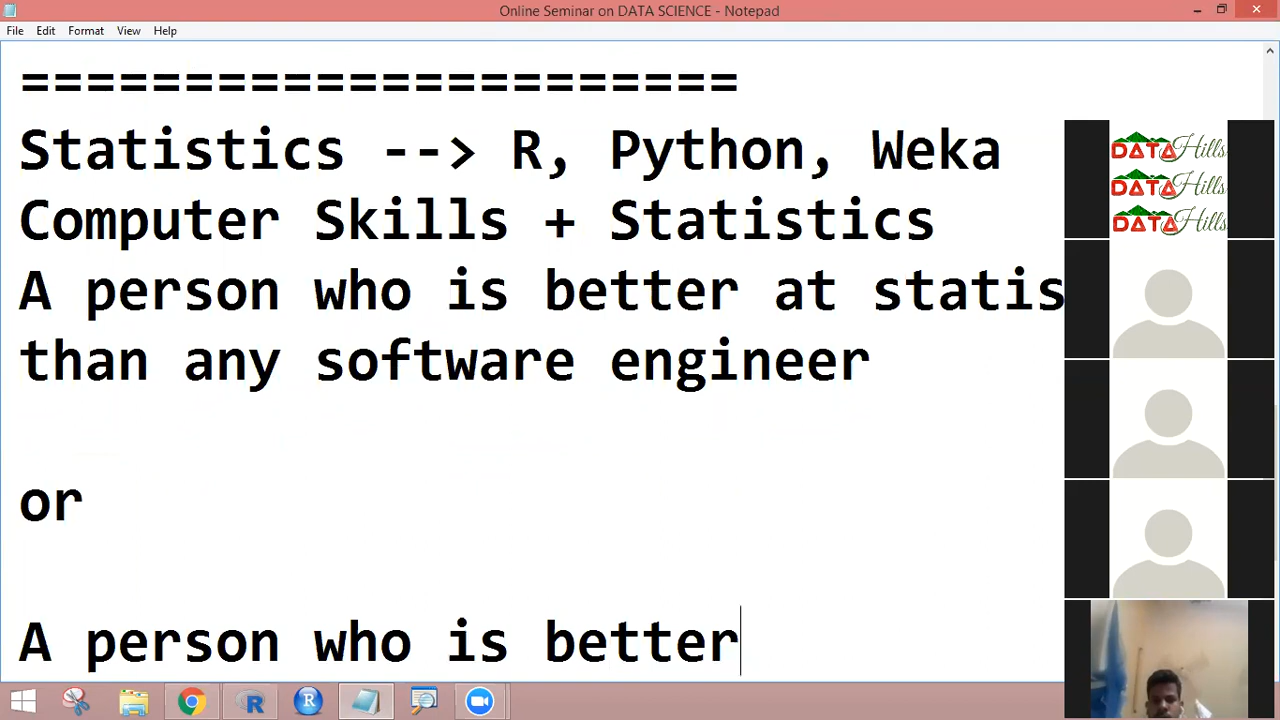 Online Seminar on DATA SCIENCE - Notepad
File Edit Format View Help
======================
Statistics --> R, Python, Weka
Computer Skills + Statistics
A person who is better at statis
than any software engineer
or
A person who is better
DATA Hills
DATA Hills
DATA Hills